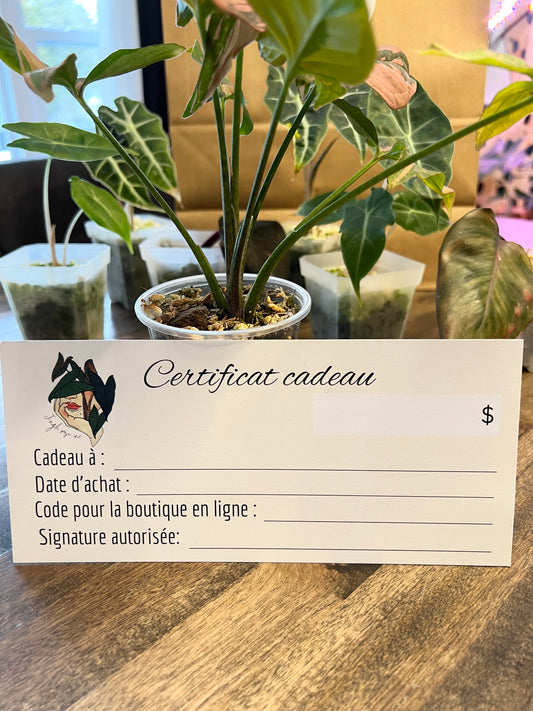 Certificat cadeau
$
Cadeau à :
Date d'achat :
Code pour la boutique en ligne :
Signature autorisée: